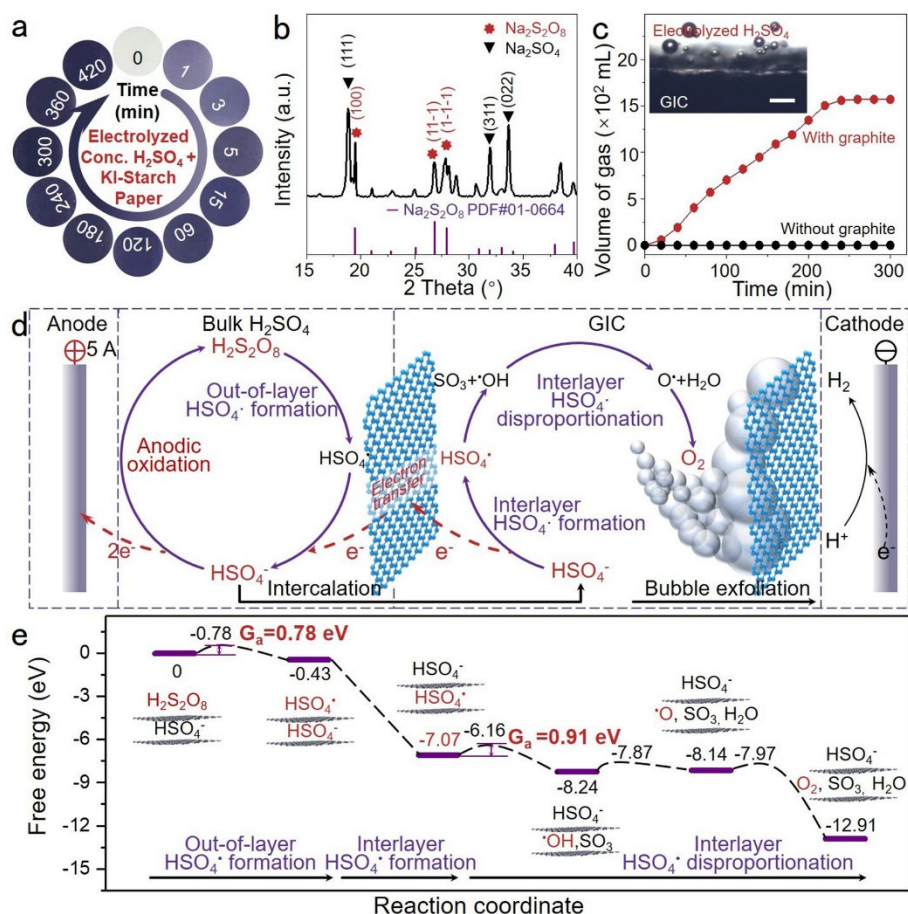 a
0
1
3
5
15
60
120
180
240
300
360
420
Time
(min)
Electrolyzed
Conc. H₂SO₄ +
KI-Starch
Paper
b
Intensity (a.u.)
Na₂S₂O₈
Na₂SO₄
(111)
(100)
(11-1)
(1-1-1)
(311)
(022)
Na₂S₂O₈ PDF#01-0664
15 20 25 30 35 40
2 Theta (°)
c
Volume of gas (×10² mL)
20
15
10
5
0
Electrolyzed H₂SO₄
GIC
With graphite
Without graphite
0 100 200 300
Time (min)
d
Anode
5 A
Bulk H₂SO₄
H₂S₂O₈
Out-of-layer
HSO₄· formation
Anodic
oxidation
HSO₄•
2e⁻
HSO₄⁻
e⁻
Electron
transfer
e⁻
Intercalation
GIC
SO₃+•OH
O•+H₂O
Interlayer
HSO₄·
disproportionation
HSO₄•
O₂
Interlayer
HSO₄· formation
HSO₄⁻
Bubble exfoliation
Cathode
H₂
H⁺
e⁻
e
Free energy (eV)
0
-3
-6
-9
-12
-15
-0.78
Gₐ=0.78 eV
0
-0.43
H₂S₂O₈
HSO₄⁻
HSO₄•
HSO₄⁻
HSO₄⁻
HSO₄•
-7.07
-6.16
Gₐ=0.91 eV
-8.24
HSO₄⁻
•OH,SO₃
-7.87
HSO₄⁻
•O, SO₃, H₂O
-8.14
-7.97
HSO₄⁻
O₂, SO₃, H₂O
-12.91
Out-of-layer
HSO₄• formation
Interlayer
HSO₄• formation
Interlayer
HSO₄• disproportionation
Reaction coordinate